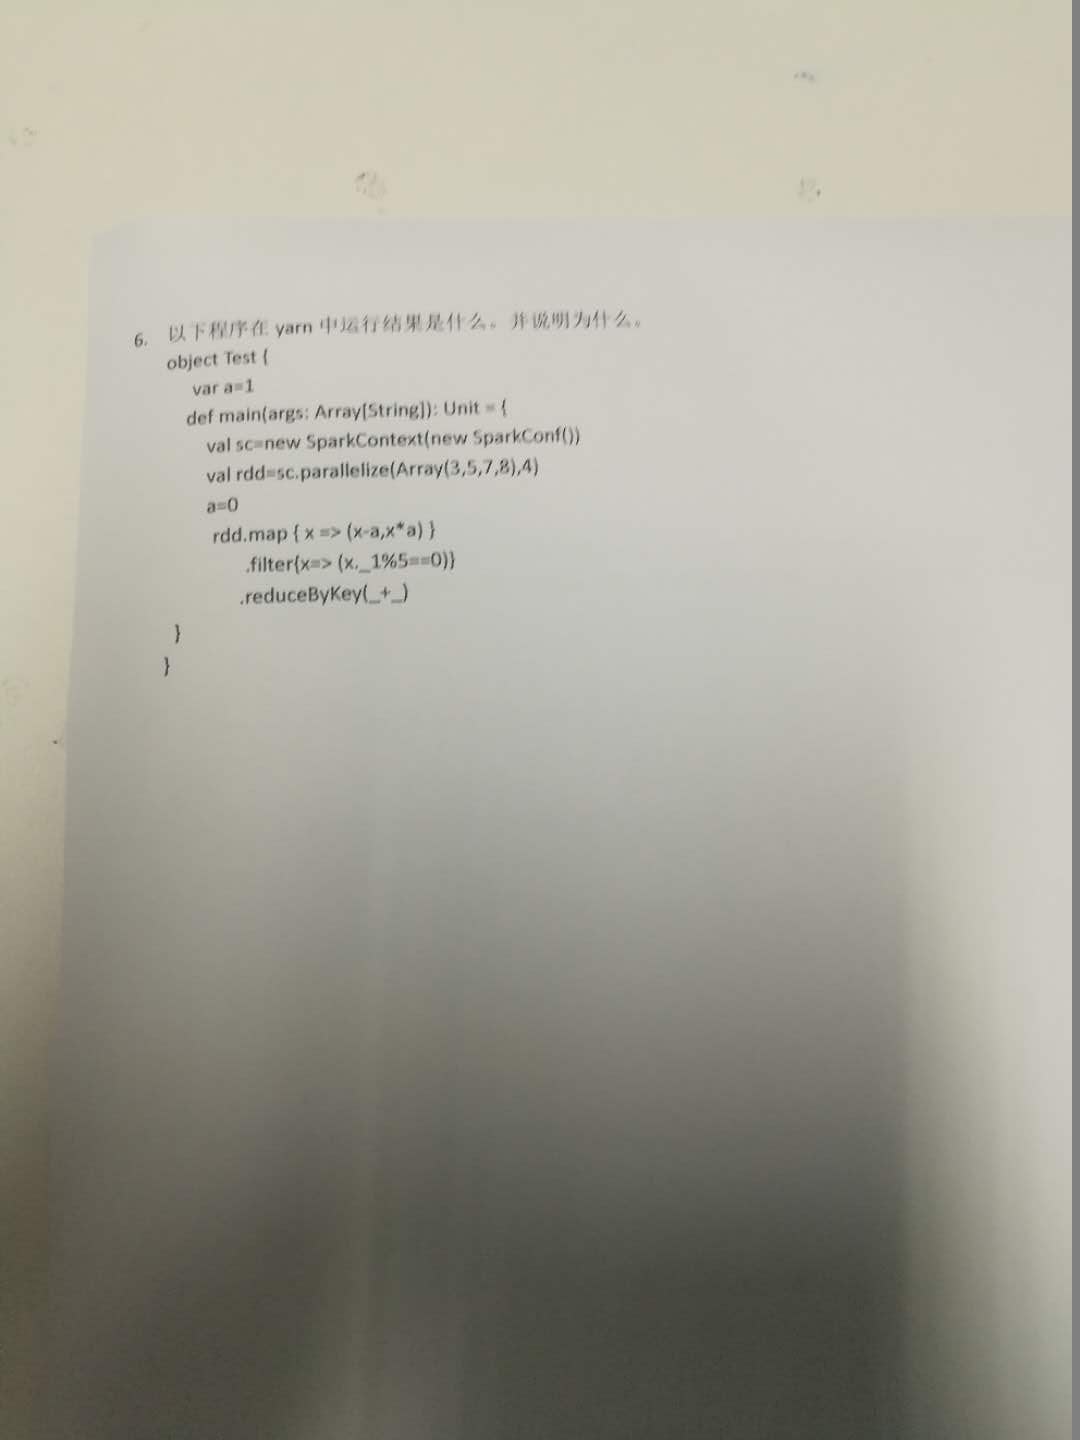 6. 以下程序在 yarn 中运行结果是什么。并说明为什么。
object Test {
var a=1
def main(args: Array[String]): Unit = {
val sc=new SparkContext(new SparkConf())
val rdd=sc.parallelize(Array(3,5,7,8),4)
a=0
rdd.map { x => (x-a,x*a) }
.filter{x=> (x._1%5==0)}
.reduceByKey(_+_)
}
}